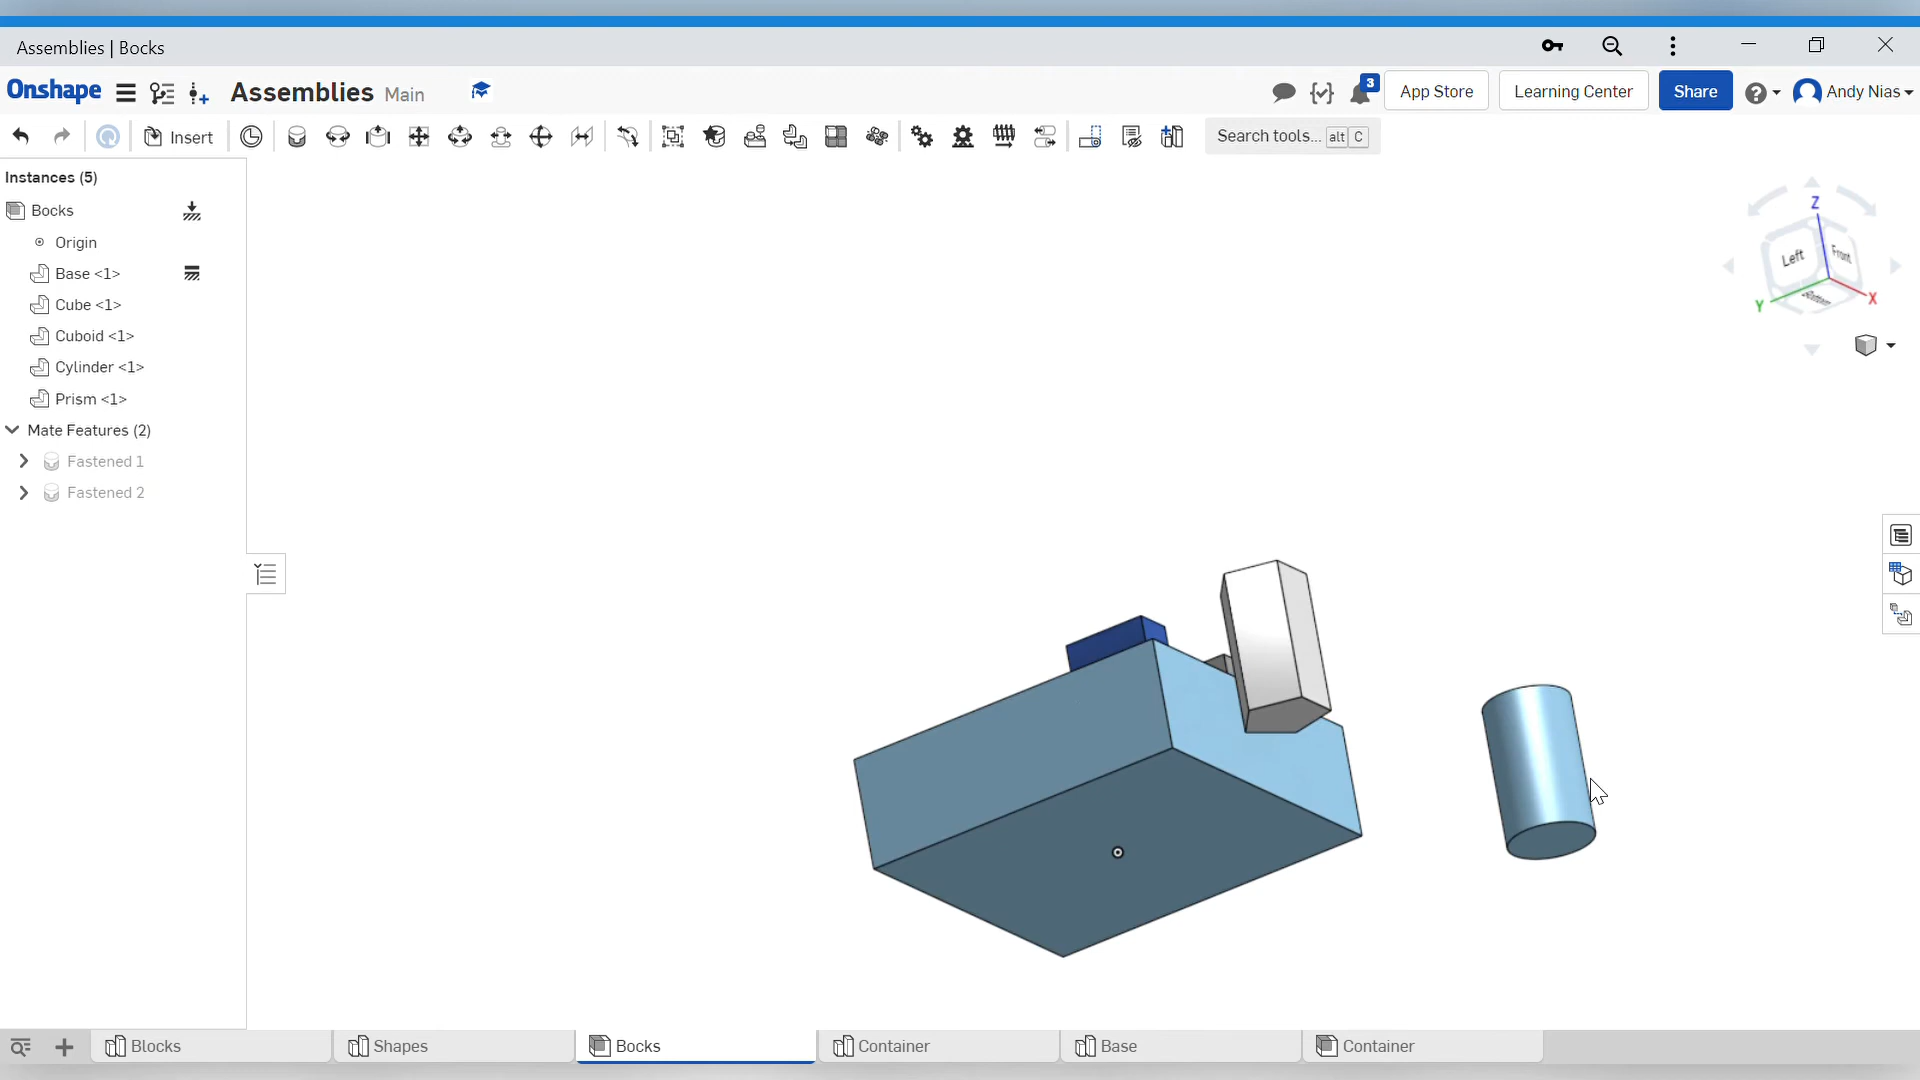 Assemblies | Bocks
Onshape Assemblies Main
3
App Store
Learning Center
Share
Andy Nias
Insert
Search tools... alt C
Instances (5)
Bocks
Origin
Base <1>
Cube <1>
Cuboid <1>
Cylinder <1>
Prism <1>
Mate Features (2)
Fastened 1
Fastened 2
Z
Left
Front
Bottom
Y
X
Blocks
Shapes
Bocks
Container
Base
Container